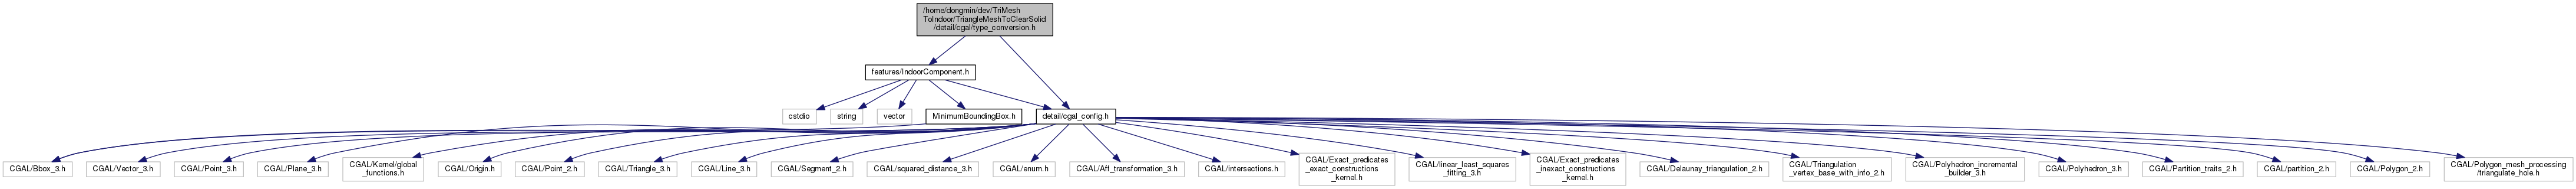 /home/dongmin/dev/TriMesh
ToIndoor/TriangleMeshToClearSolid
/detail/cgal/type_conversion.h
features/IndoorComponent.h
cstdio
string
vector
MinimumBoundingBox.h
detail/cgal_config.h
CGAL/Bbox_3.h
CGAL/Vector_3.h
CGAL/Point_3.h
CGAL/Plane_3.h
CGAL/Kernel/global
_functions.h
CGAL/Origin.h
CGAL/Point_2.h
CGAL/Triangle_3.h
CGAL/Line_3.h
CGAL/Segment_2.h
CGAL/squared_distance_3.h
CGAL/enum.h
CGAL/Aff_transformation_3.h
CGAL/intersections.h
CGAL/Exact_predicates
_exact_constructions
_kernel.h
CGAL/linear_least_squares
_fitting_3.h
CGAL/Exact_predicates
_inexact_constructions
_kernel.h
CGAL/Delaunay_triangulation_2.h
CGAL/Triangulation
_vertex_base_with_info_2.h
CGAL/Polyhedron_incremental
_builder_3.h
CGAL/Polyhedron_3.h
CGAL/Partition_traits_2.h
CGAL/partition_2.h
CGAL/Polygon_2.h
CGAL/Polygon_mesh_processing
/triangulate_hole.h